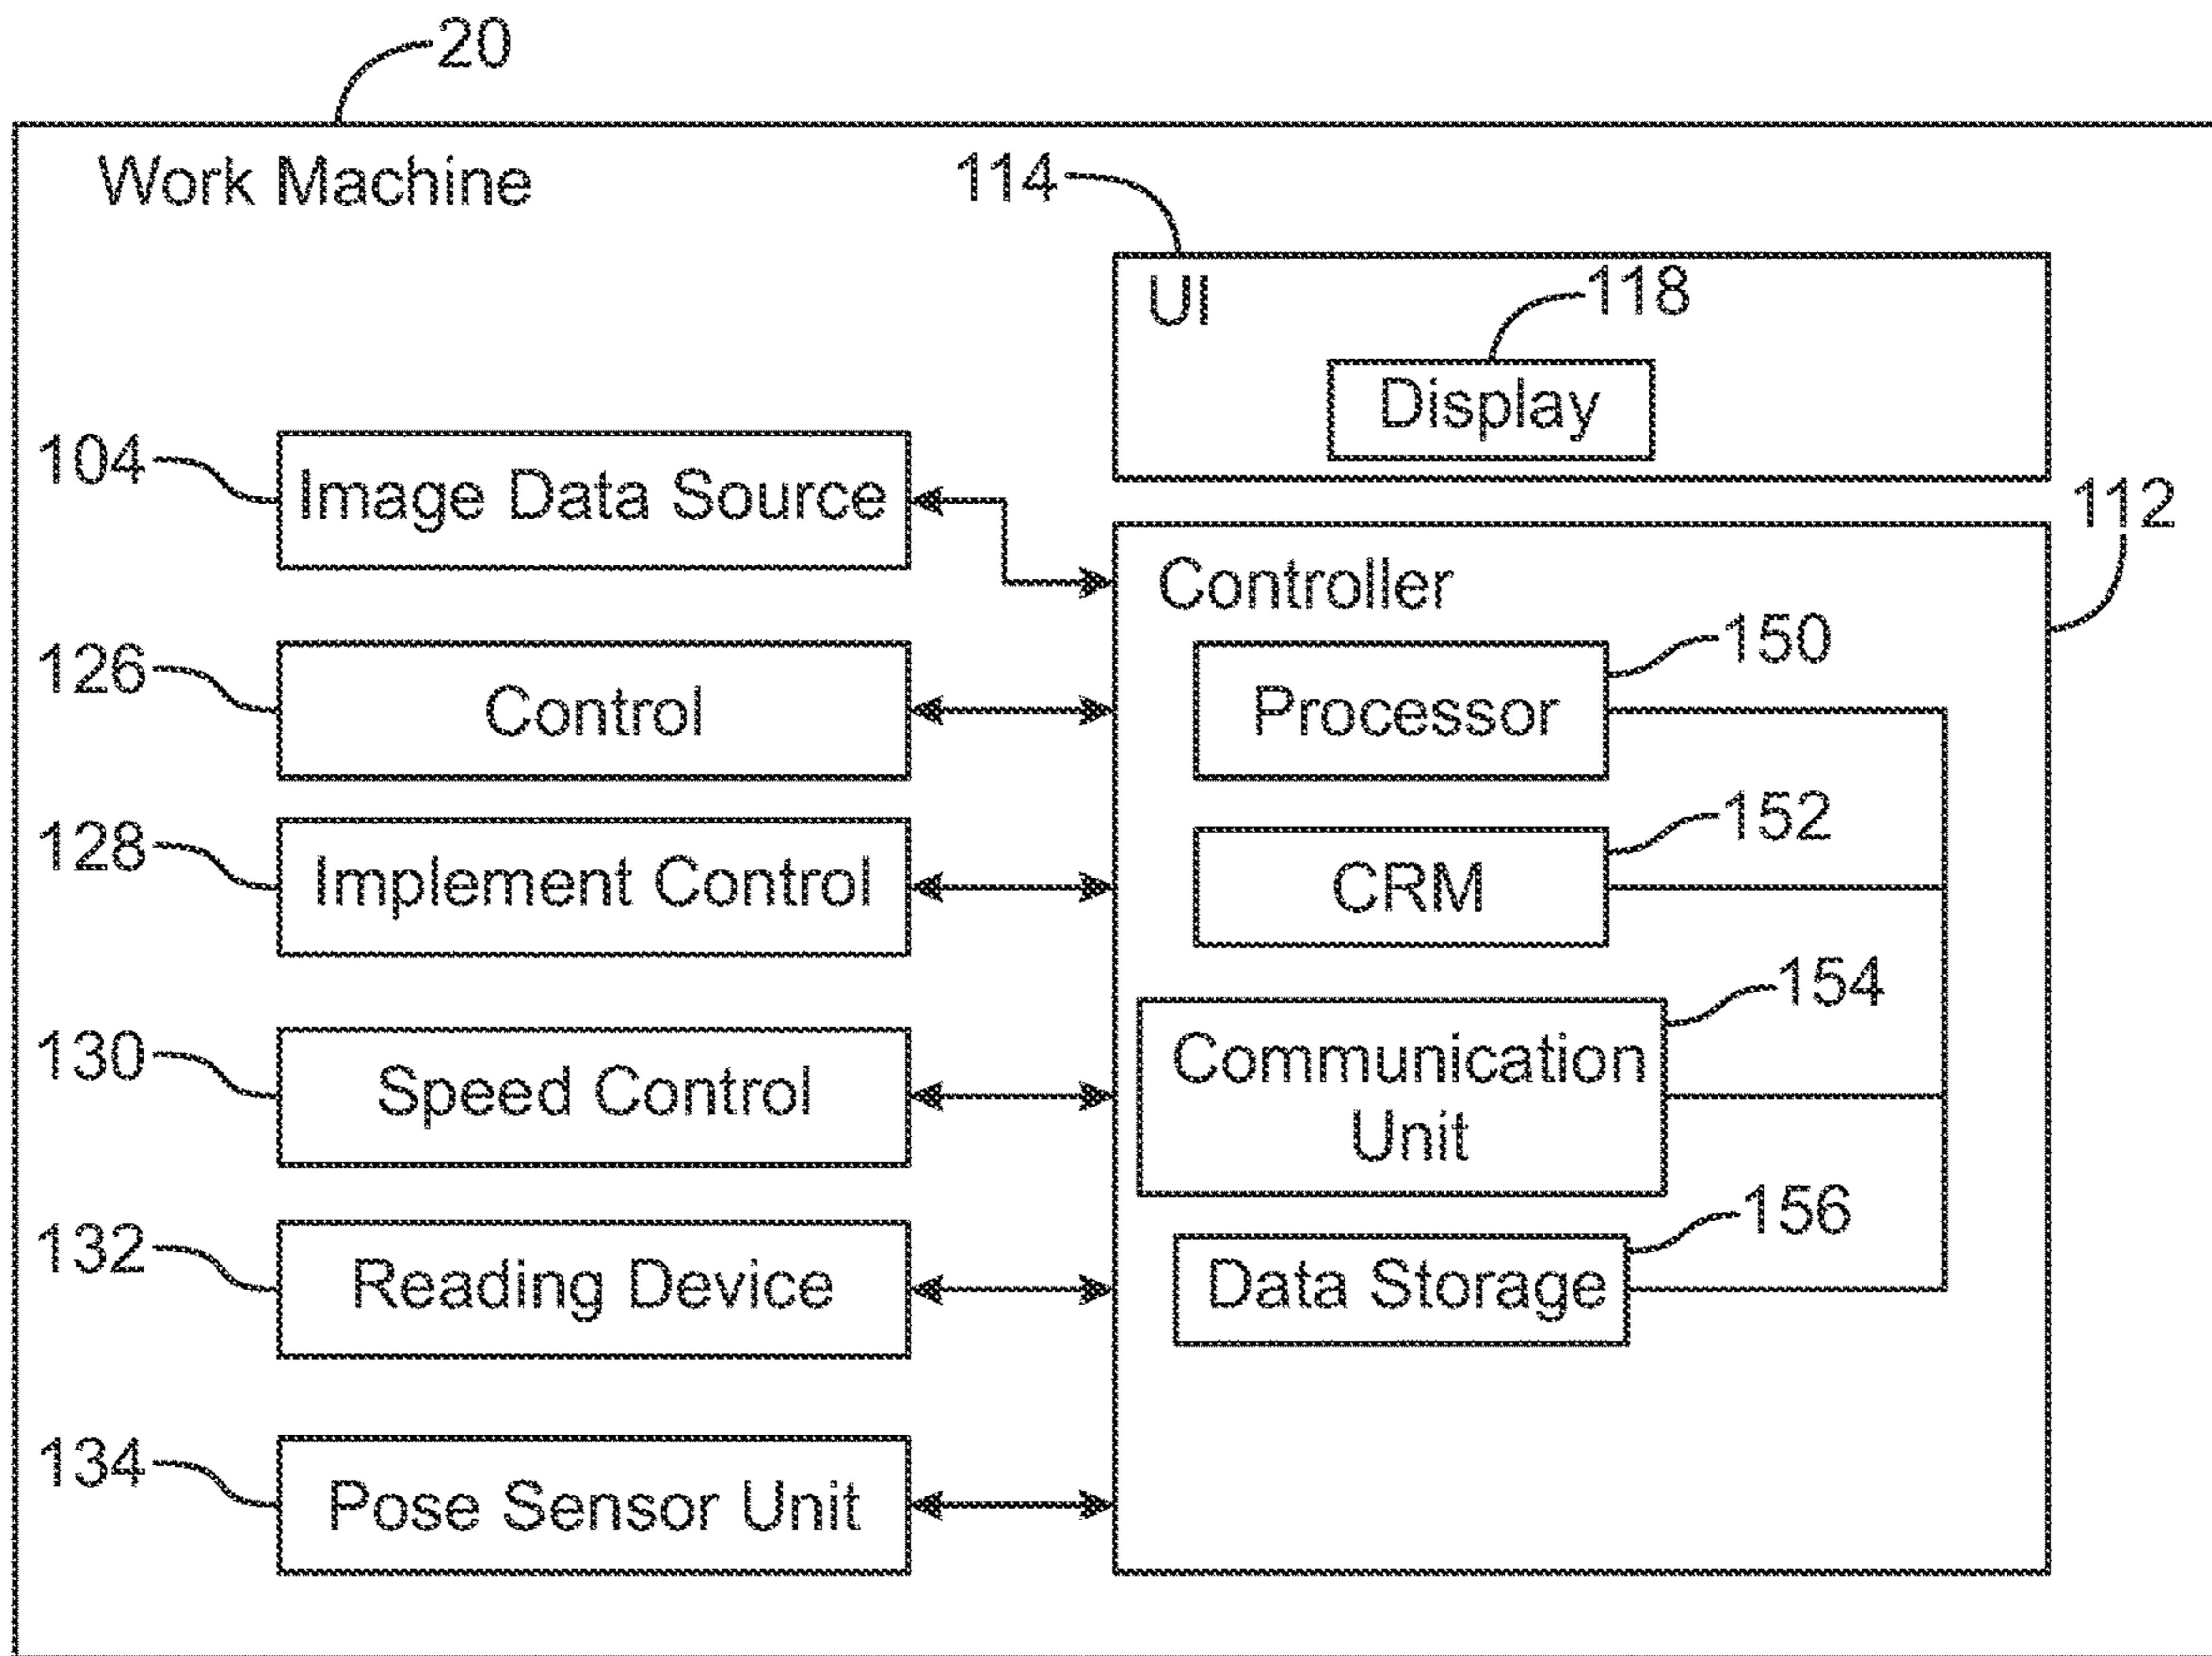 20
Work Machine
114
UI
118
Display
104
Image Data Source
112
Controller
126
Control
150
Processor
128
Implement Control
152
CRM
130
Speed Control
154
Communication
Unit
132
Reading Device
156
Data Storage
134
Pose Sensor Unit